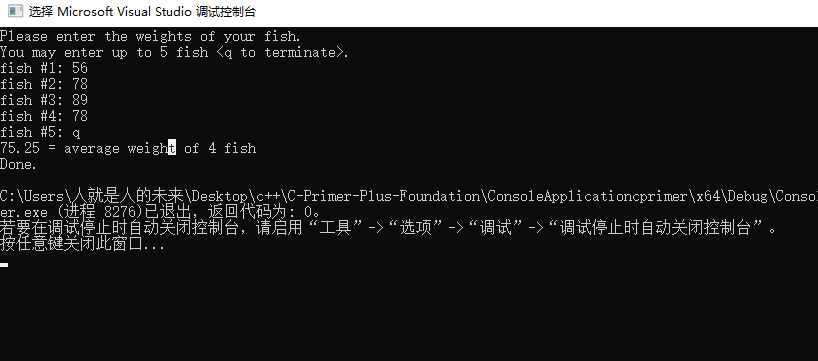 选择 Microsoft Visual Studio 调试控制台
Please enter the weights of your fish.
You may enter up to 5 fish <q to terminate>.
fish #1: 56
fish #2: 78
fish #3: 89
fish #4: 78
fish #5: q
75.25 = average weight of 4 fish
Done.
C:\Users\人就是人的未来\Desktop\c++\C-Primer-Plus-Foundation\ConsoleApplicationcprimer\x64\Debug\Consol
er.exe (进程 8276)已退出，返回代码为: 0。
若要在调试停止时自动关闭控制台，请启用“工具”->“选项”->“调试”->“调试停止时自动关闭控制台”。
按任意键关闭此窗口...